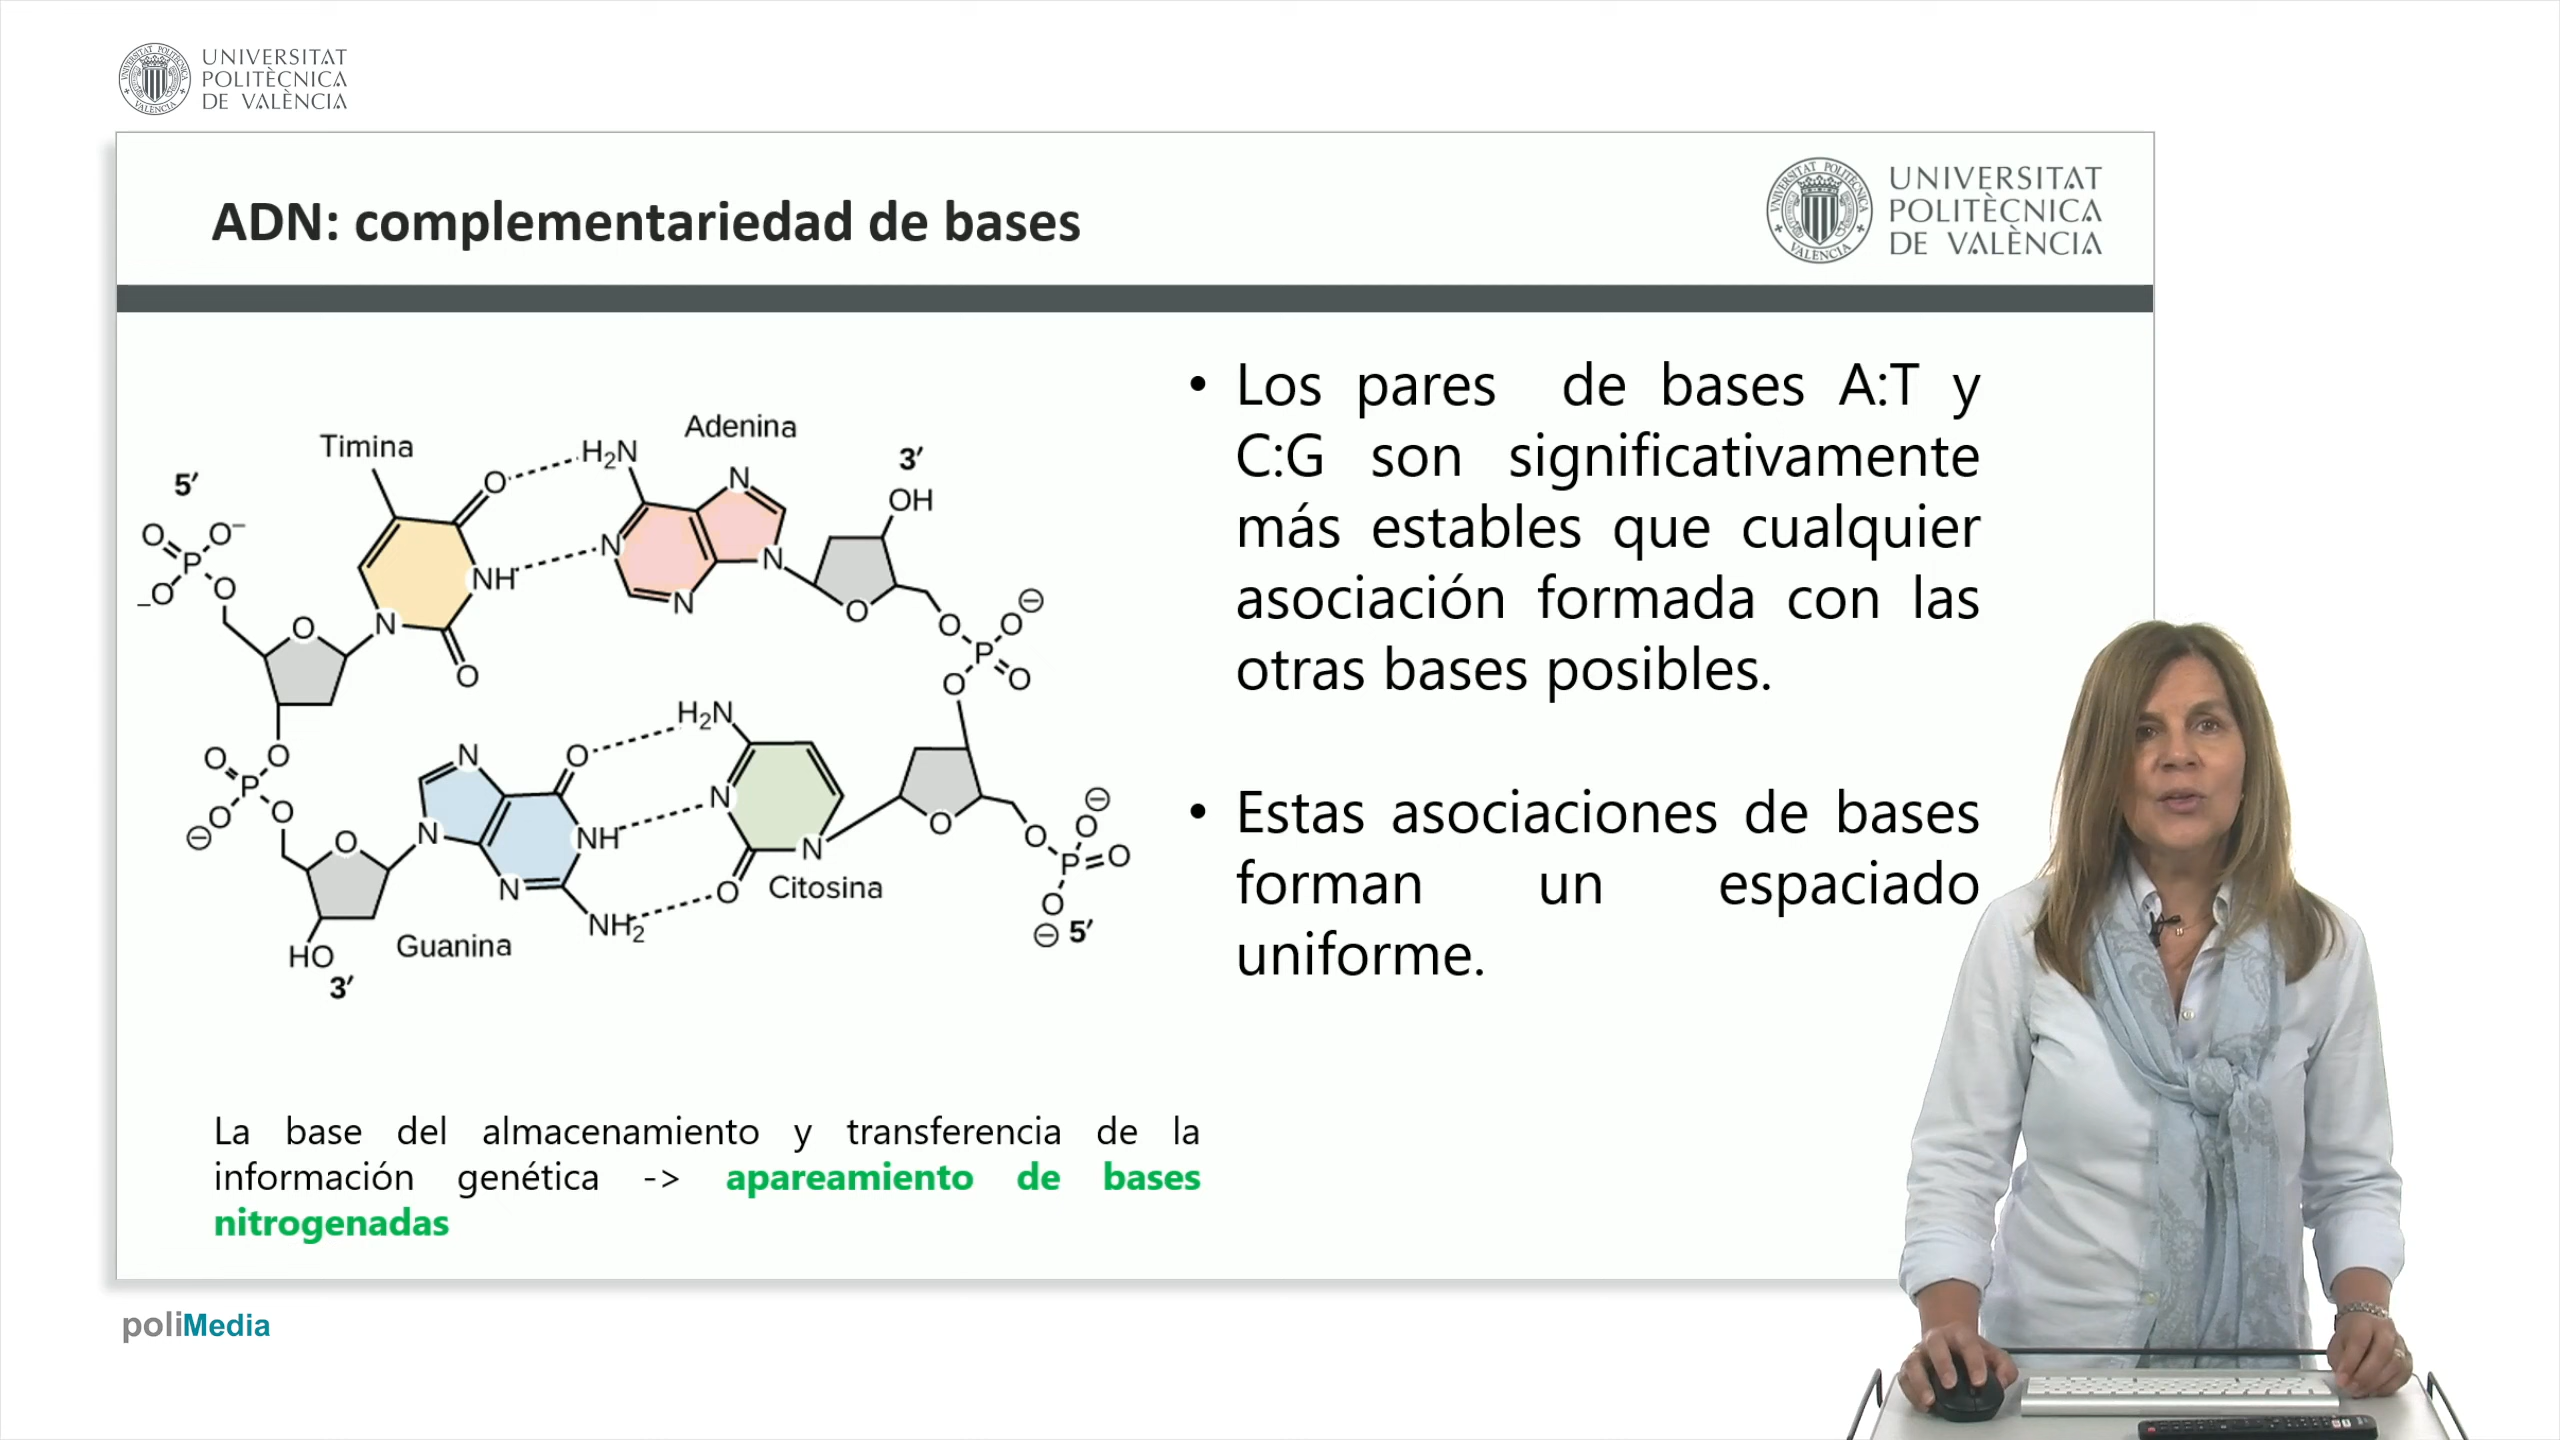 UNIVERSITAT
POLITÈCNICA
DE VALÈNCIA
ADN: complementariedad de bases
UNIVERSITAT
POLITÈCNICA
DE VALÈNCIA
Timina
H₂N
Adenina
3′
5′
O
N
OH
O
O⁻
N
P
NH
N
⁻O
O
N
O
⊖
O
N
O
O
P
O
O
O
H₂N
O
N
O
O
P
N
⊖
O
O
O
N
NH
O
O
⊖
O
N
P=O
N
O
Citosina
O
NH₂
⊖ 5′
HO
Guanina
3′
• Los pares de bases A:T y
C:G son significativamente
más estables que cualquier
asociación formada con las
otras bases posibles.
• Estas asociaciones de bases
forman un espaciado
uniforme.
La base del almacenamiento y transferencia de la
información genética -> apareamiento de bases
nitrogenadas
poliMedia